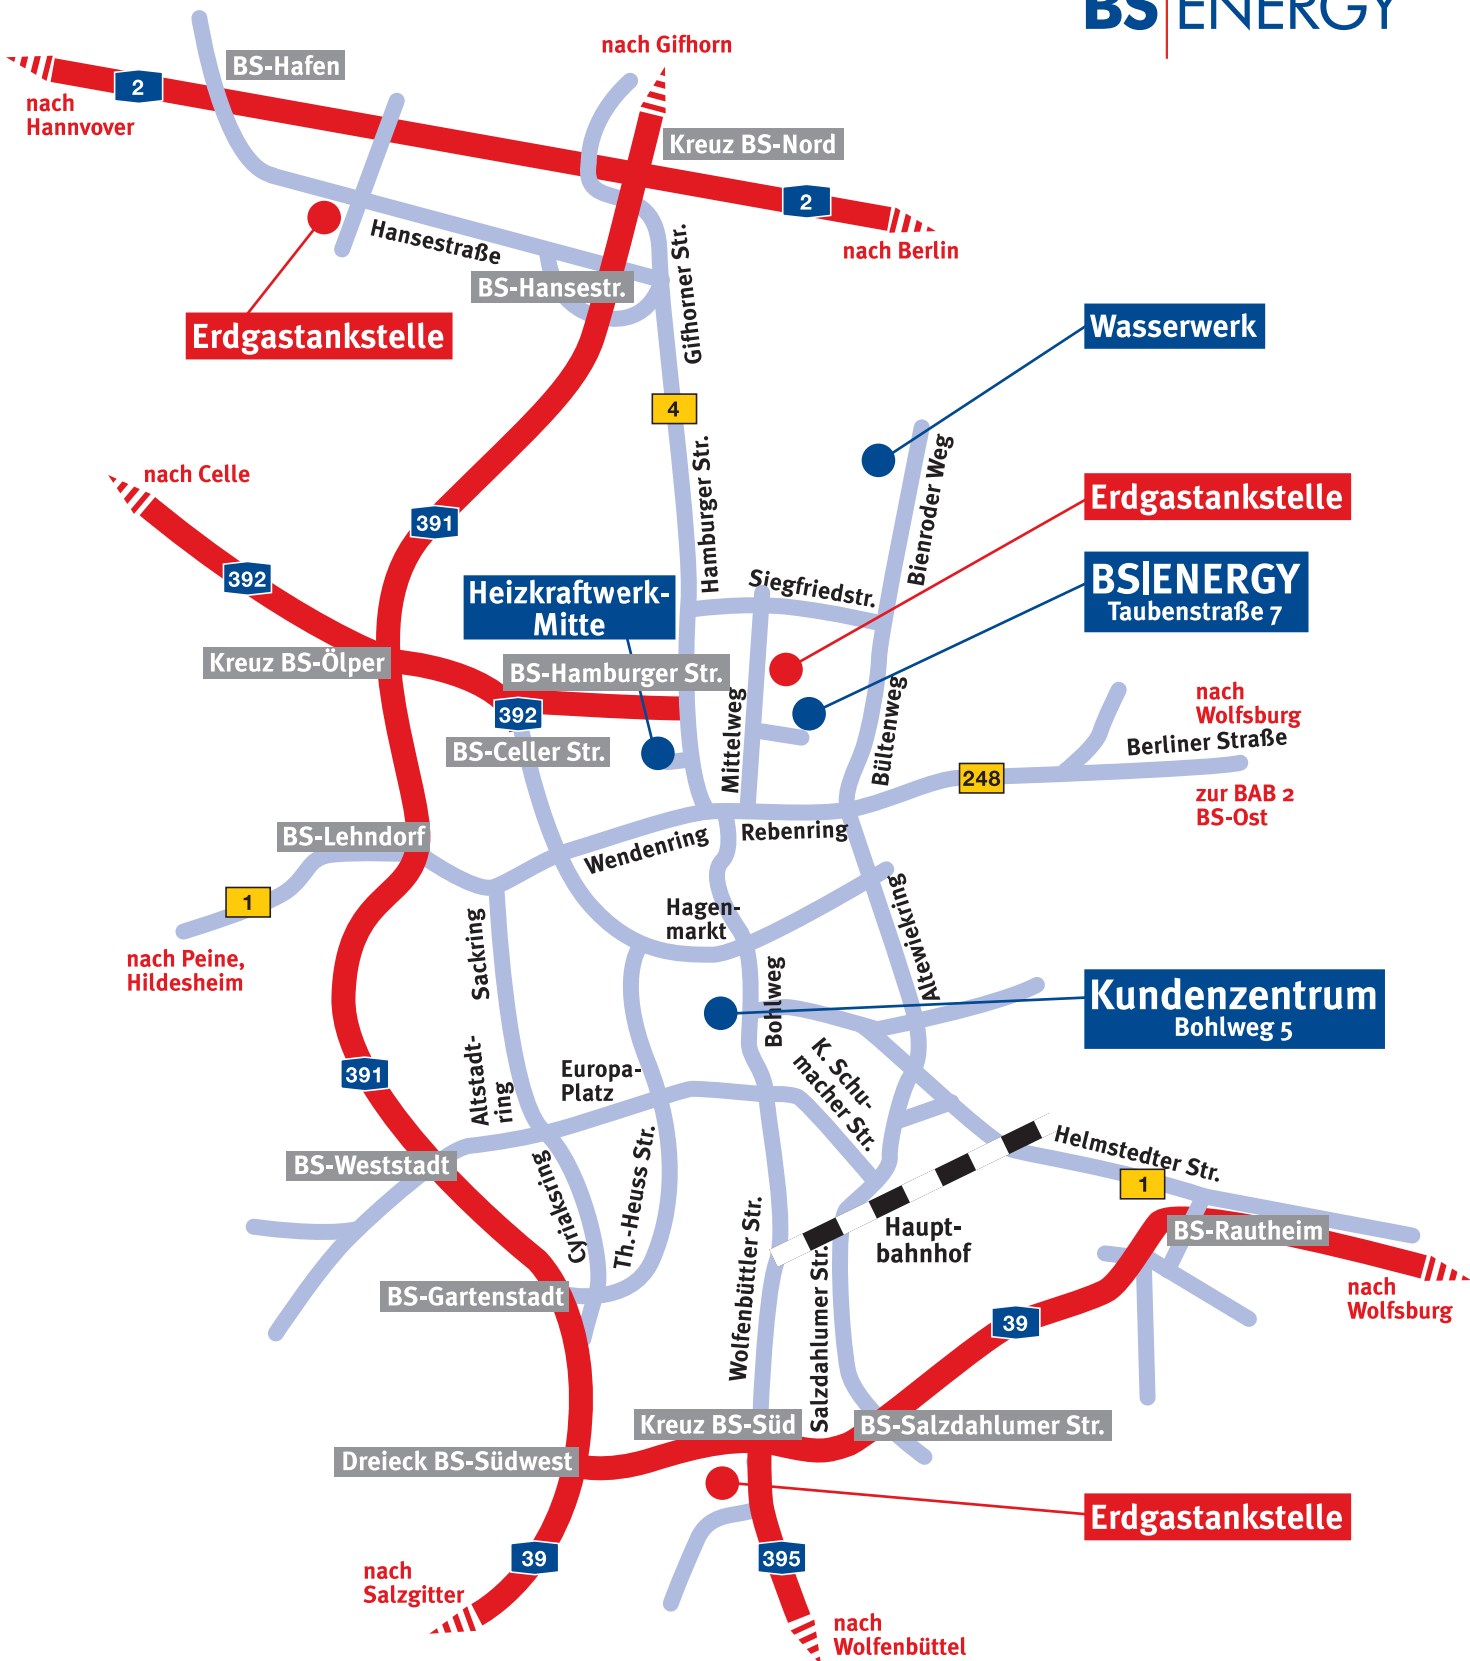 BS|ENERGY
nach Gifhorn
BS-Hafen
2
nach
Hannvover
Kreuz BS-Nord
2
nach Berlin
Hansestraße
Gifhorner Str.
BS-Hansestr.
Erdgastankstelle
Wasserwerk
4
nach Celle
Hamburger Str.
Bienroder Weg
Erdgastankstelle
391
392
Siegfriedstr.
BS|ENERGY
Taubenstraße 7
Heizkraftwerk-
Mitte
Kreuz BS-Ölper
BS-Hamburger Str.
392
Mittelweg
Bültenweg
nach
Wolfsburg
Berliner Straße
BS-Celler Str.
248
zur BAB 2
BS-Ost
BS-Lehndorf
Wendenring
Rebenring
1
Hagen-
markt
Sackring
Altewiekring
nach Peine,
Hildesheim
Bohlweg
Kundenzentrum
Bohlweg 5
391
Altstadt-
ring
Europa-
Platz
K. Schu-
macher Str.
Helmstedter Str.
BS-Weststadt
1
Cyriaksring
Th.-Heuss Str.
Wolfenbüttler Str.
Haupt-
bahnhof
BS-Rautheim
BS-Gartenstadt
Salzdahlumer Str.
39
nach
Wolfsburg
Kreuz BS-Süd
BS-Salzdahlumer Str.
Dreieck BS-Südwest
Erdgastankstelle
39
395
nach
Salzgitter
nach
Wolfenbüttel